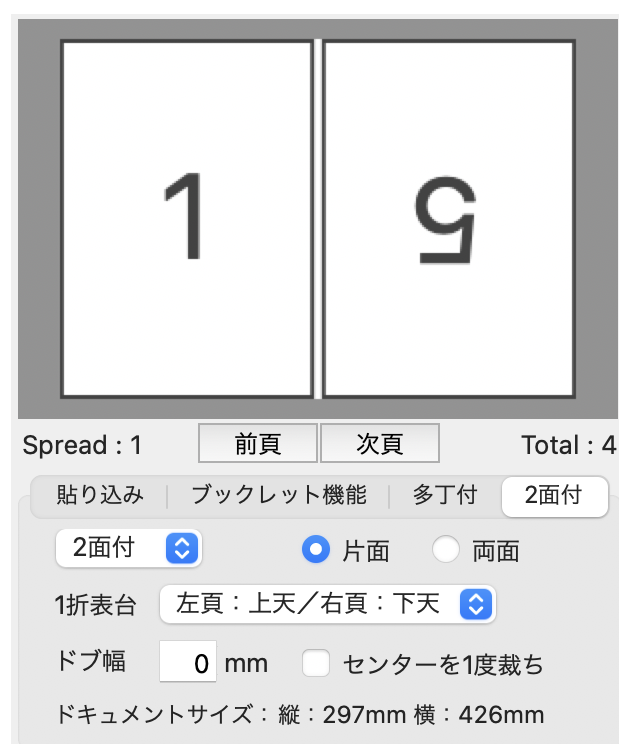 1 5
Spread : 1 前頁 次頁 Total : 4
貼り込み ブックレット機能 多丁付 2面付
2面付 片面 両面
1折表台 左頁：上天／右頁：下天
ドブ幅 0 mm センターを1度裁ち
ドキュメントサイズ： 縦：297mm 横：426mm